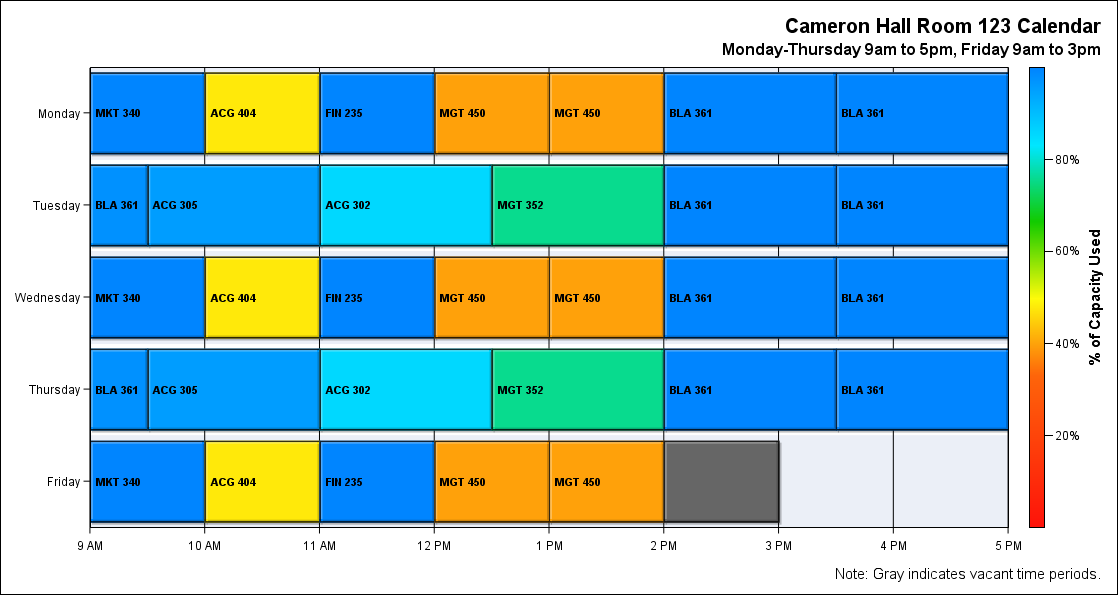 Cameron Hall Room 123 Calendar
Monday-Thursday 9am to 5pm, Friday 9am to 3pm
Monday
MKT 340
ACG 404
FIN 235
MGT 450
MGT 450
BLA 361
BLA 361
Tuesday
BLA 361
ACG 305
ACG 302
MGT 352
BLA 361
BLA 361
Wednesday
MKT 340
ACG 404
FIN 235
MGT 450
MGT 450
BLA 361
BLA 361
Thursday
BLA 361
ACG 305
ACG 302
MGT 352
BLA 361
BLA 361
Friday
MKT 340
ACG 404
FIN 235
MGT 450
MGT 450
9 AM
10 AM
11 AM
12 PM
1 PM
2 PM
3 PM
4 PM
5 PM
80%
60%
40%
20%
% of Capacity Used
Note: Gray indicates vacant time periods.